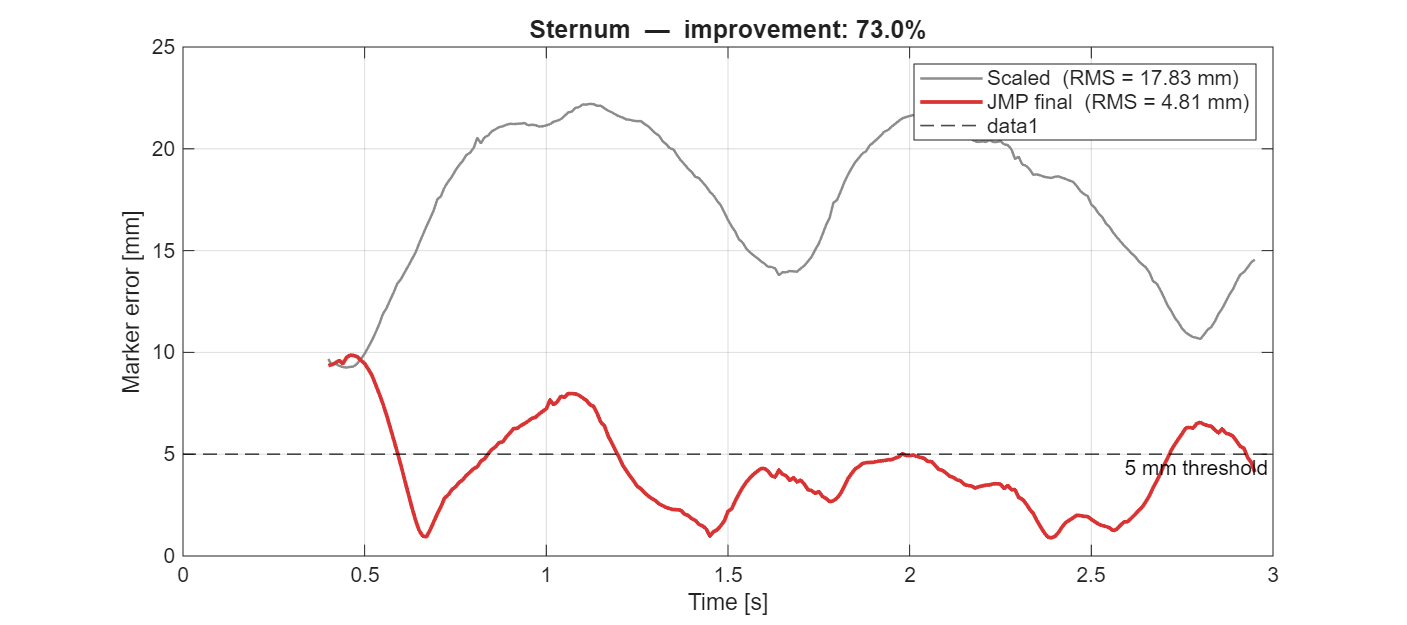 Sternum — improvement: 73.0%
25
20
15
10
5
0
Marker error [mm]
Scaled (RMS = 17.83 mm)
JMP final (RMS = 4.81 mm)
data1
5 mm threshold
0 0.5 1 1.5 2 2.5 3
Time [s]